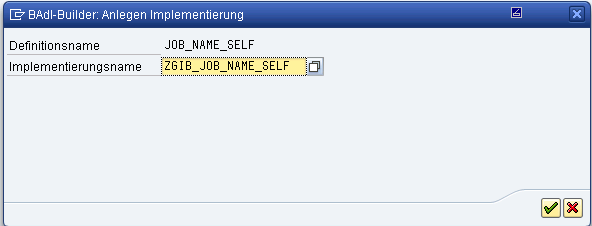 BAdI-Builder: Anlegen Implementierung
Definitionsname JOB_NAME_SELF
Implementierungsname ZGIB_JOB_NAME_SELF